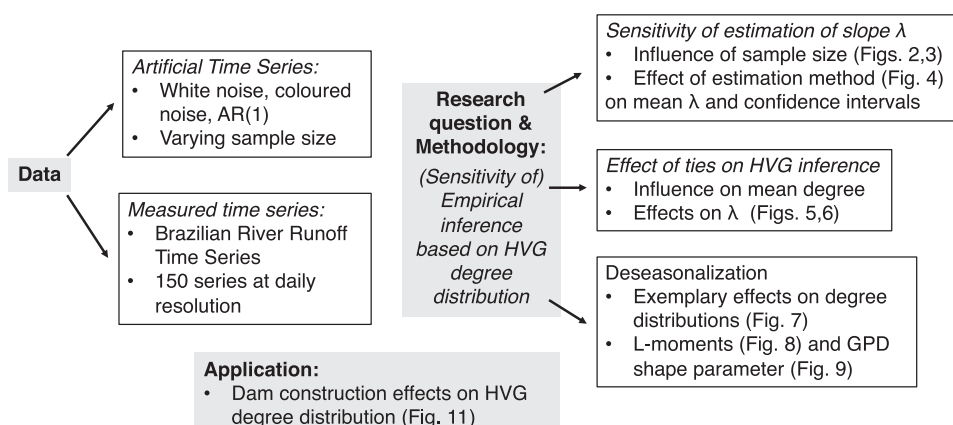 Data
Artificial Time Series:
• White noise, coloured
noise, AR(1)
• Varying sample size
Measured time series:
• Brazilian River Runoff
Time Series
• 150 series at daily
resolution
Research
question &
Methodology:
(Sensitivity of)
Empirical
inference
based on HVG
degree
distribution
Sensitivity of estimation of slope λ
• Influence of sample size (Figs. 2,3)
• Effect of estimation method (Fig. 4)
on mean λ and confidence intervals
Effect of ties on HVG inference
• Influence on mean degree
• Effects on λ (Figs. 5,6)
Deseasonalization
• Exemplary effects on degree
distributions (Fig. 7)
• L-moments (Fig. 8) and GPD
shape parameter (Fig. 9)
Application:
• Dam construction effects on HVG
degree distribution (Fig. 11)